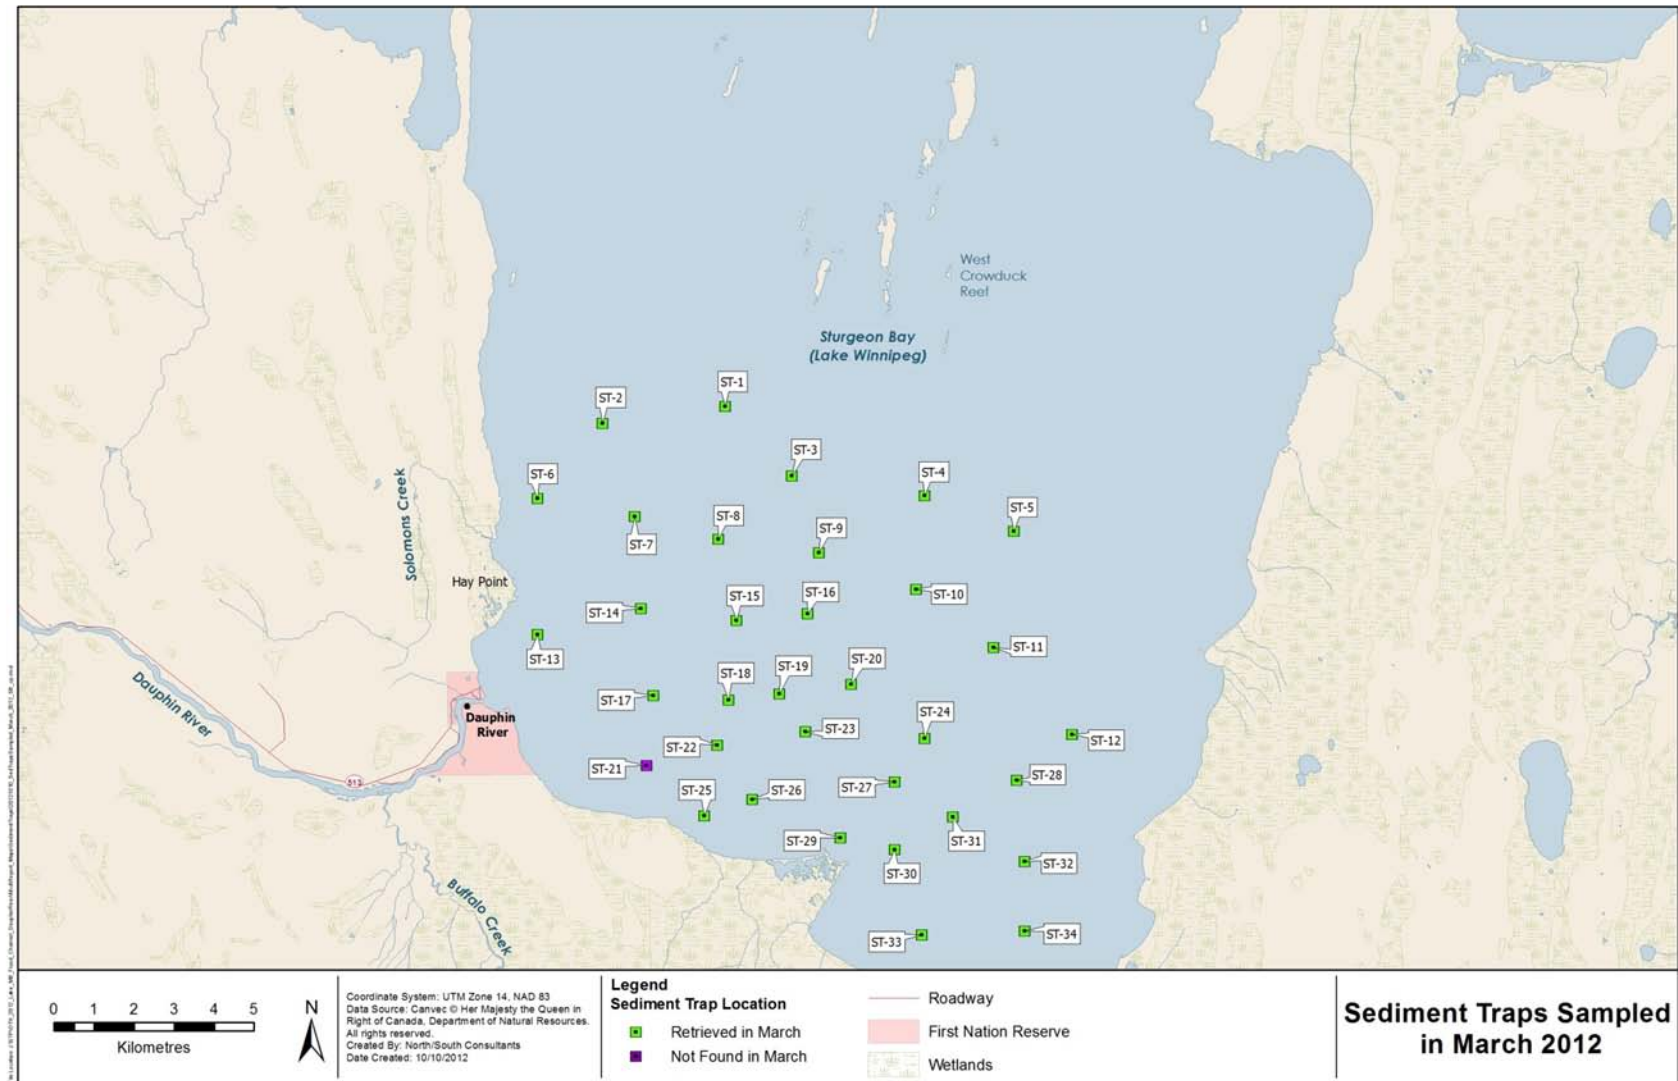 West
Crowduck
Reef
Sturgeon Bay
(Lake Winnipeg)
ST-1
ST-2
ST-3
ST-4
ST-6
ST-5
ST-8
ST-7
ST-9
Solomons Creek
Hay Point
ST-10
ST-15
ST-16
ST-14
ST-11
ST-13
ST-20
ST-19
ST-18
ST-17
Dauphin River
Dauphin
River
ST-24
ST-23
ST-12
ST-22
ST-21
ST-28
513
ST-27
ST-25
ST-26
ST-29
ST-31
ST-32
ST-30
Buffalo Creek
ST-34
ST-33
0 1 2 3 4 5
Kilometres
N
Coordinate System: UTM Zone 14, NAD 83
Data Source: Canvec © Her Majesty the Queen in
Right of Canada, Department of Natural Resources.
All rights reserved.
Created By: North/South Consultants
Date Created: 10/10/2012
Legend
Sediment Trap Location
Retrieved in March
Not Found in March
Roadway
First Nation Reserve
Wetlands
Sediment Traps Sampled
in March 2012